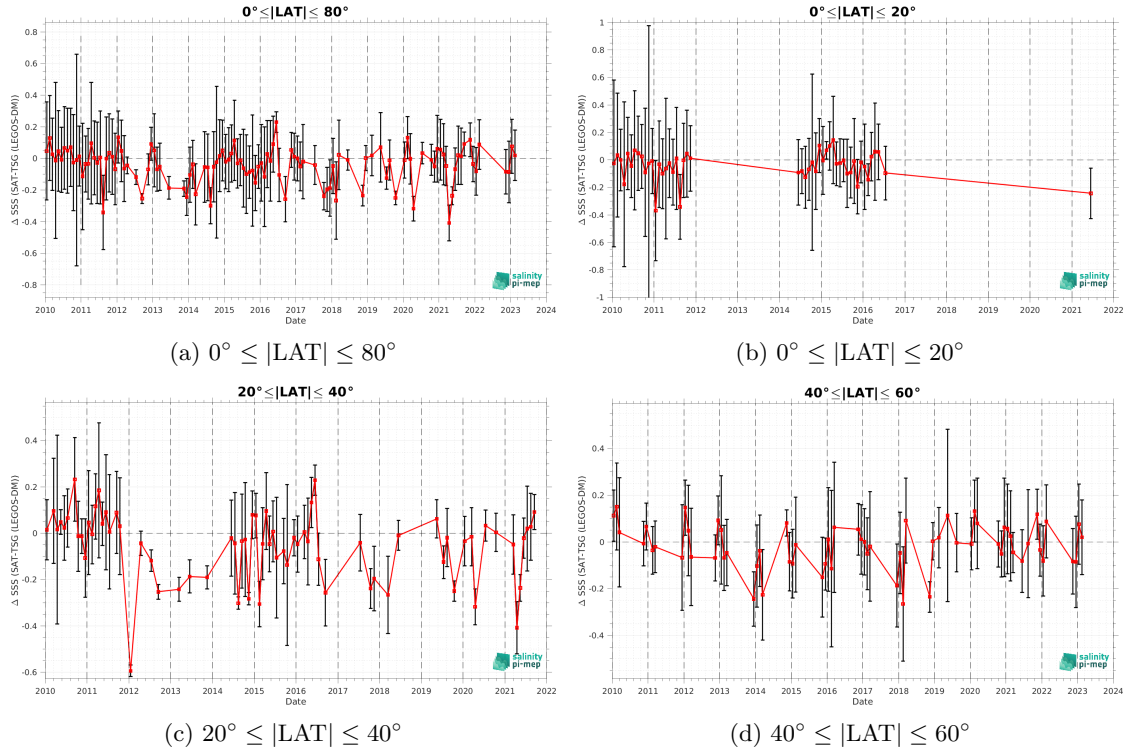 0°≤|LAT|≤ 80°
Δ SSS (SAT-TSG (LEGOS-DM))
0.8
0.6
0.4
0.2
0
-0.2
-0.4
-0.6
-0.8
2010 2011 2012 2013 2014 2015 2016 2017 2018 2019 2020 2021 2022 2023 2024
Date
salinity
pi-mep
(a) 0° ≤ |LAT| ≤ 80°
0°≤|LAT|≤ 20°
Δ SSS (SAT-TSG (LEGOS-DM))
1
0.8
0.6
0.4
0.2
0
-0.2
-0.4
-0.6
-0.8
-1
2010 2011 2012 2013 2014 2015 2016 2017 2018 2019 2020 2021 2022
Date
salinity
pi-mep
(b) 0° ≤ |LAT| ≤ 20°
20°≤|LAT|≤ 40°
Δ SSS (SAT-TSG (LEGOS-DM))
0.4
0.2
0
-0.2
-0.4
-0.6
2010 2011 2012 2013 2014 2015 2016 2017 2018 2019 2020 2021 2022
Date
salinity
pi-mep
(c) 20° ≤ |LAT| ≤ 40°
40°≤|LAT|≤ 60°
Δ SSS (SAT-TSG (LEGOS-DM))
0.4
0.2
0
-0.2
-0.4
2010 2011 2012 2013 2014 2015 2016 2017 2018 2019 2020 2021 2022 2023 2024
Date
salinity
pi-mep
(d) 40° ≤ |LAT| ≤ 60°